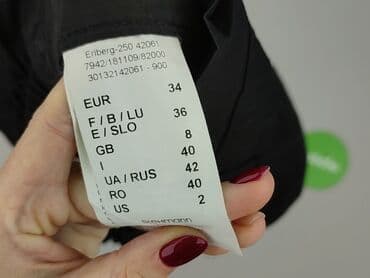 Erlberg-250 42061
7942/181109/82000
30132142061 - 900
EUR 34
F / B / LU 36
E / SLO
GB 8
I 40
UA / RUS 42
RO 40
US 2